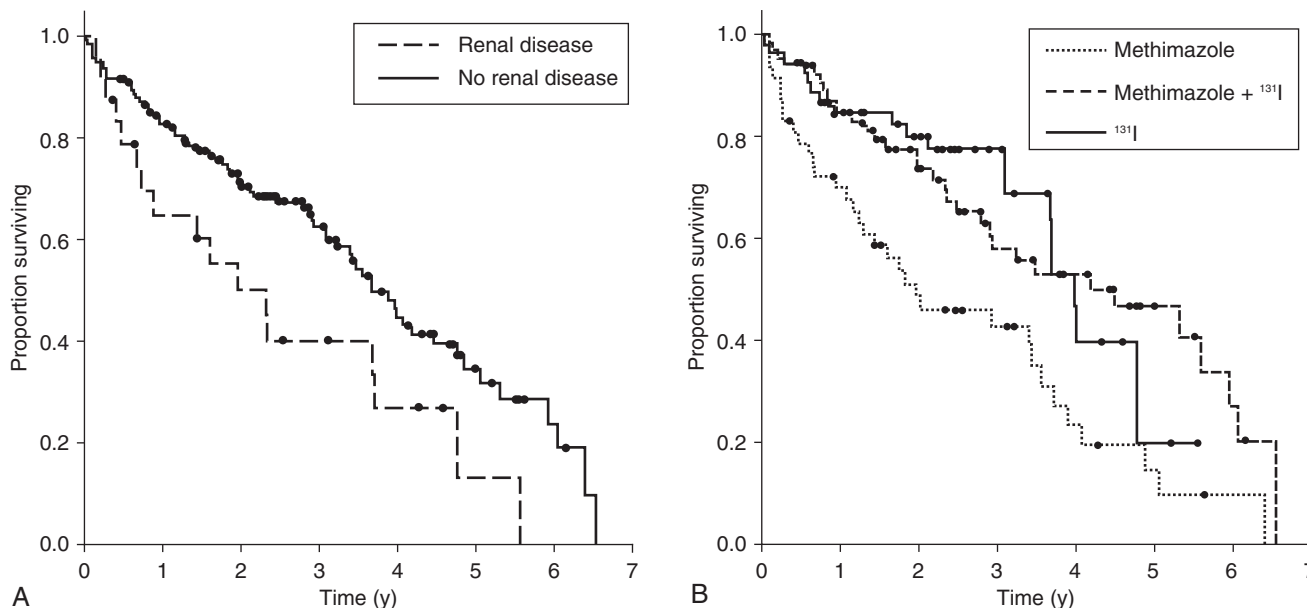 1.0
0.8
0.6
0.4
0.2
0.0
Proportion surviving
0 1 2 3 4 5 6 7
Time (y)
Renal disease
No renal disease
A
1.0
0.8
0.6
0.4
0.2
0.0
Proportion surviving
0 1 2 3 4 5 6 7
Time (y)
Methimazole
Methimazole + ¹³¹I
¹³¹I
B